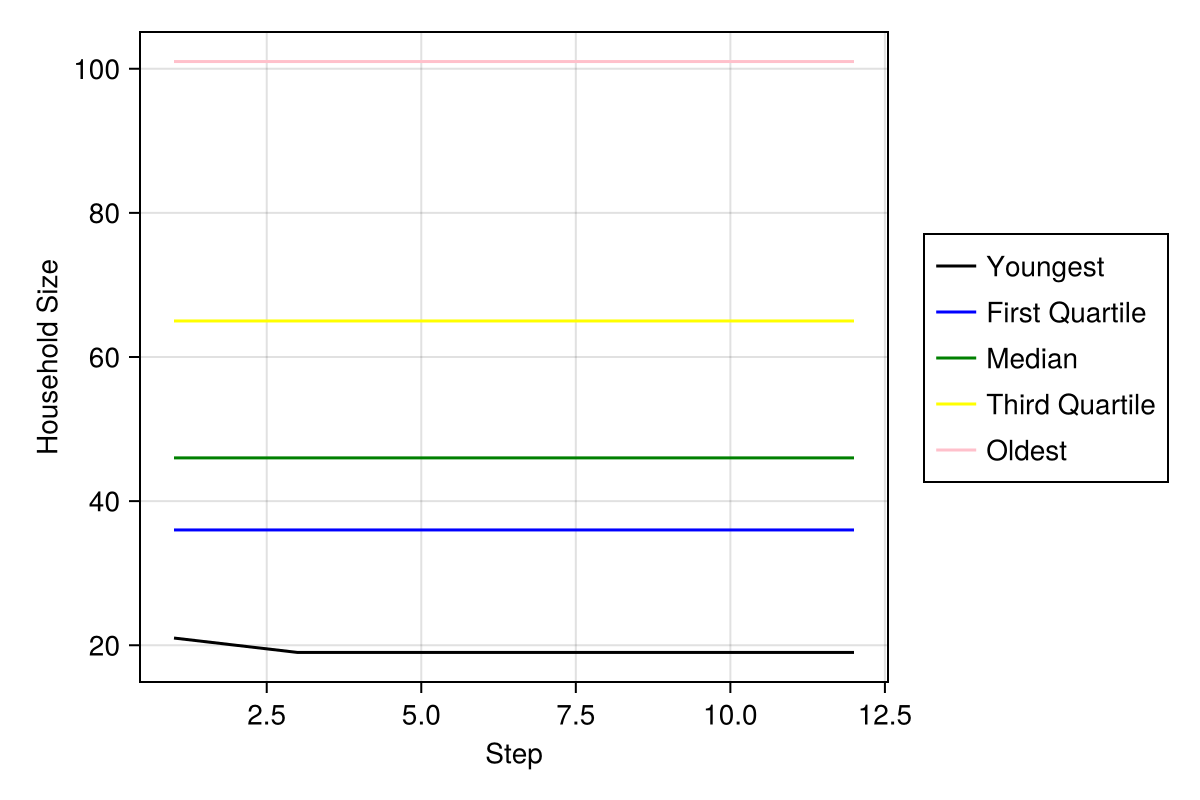 100
80
60
40
20
Household Size
2.5 5.0 7.5 10.0 12.5
Step
Youngest
First Quartile
Median
Third Quartile
Oldest